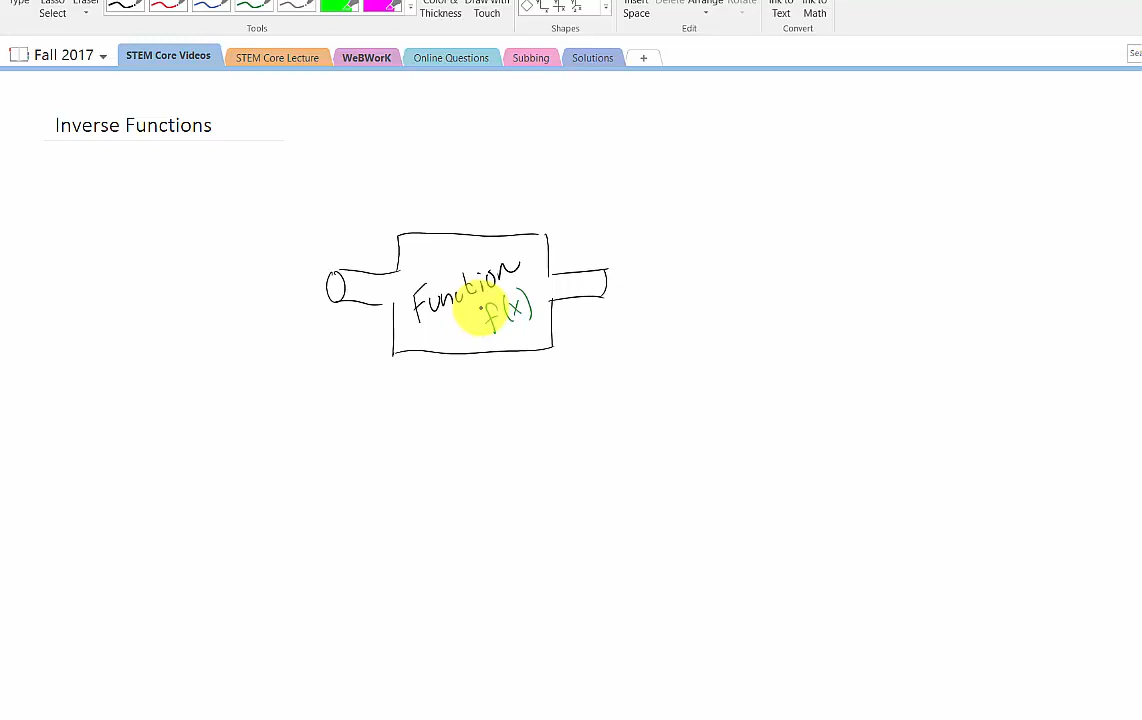 Type Lasso Select Eraser Color & Thickness Draw with Touch Insert Space Delete Arrange Rotate Ink to Text Ink to Math
Tools Shapes Edit Convert
Fall 2017 STEM Core Videos STEM Core Lecture WeBWorK Online Questions Subbing Solutions +
Inverse Functions
Function
f(x)